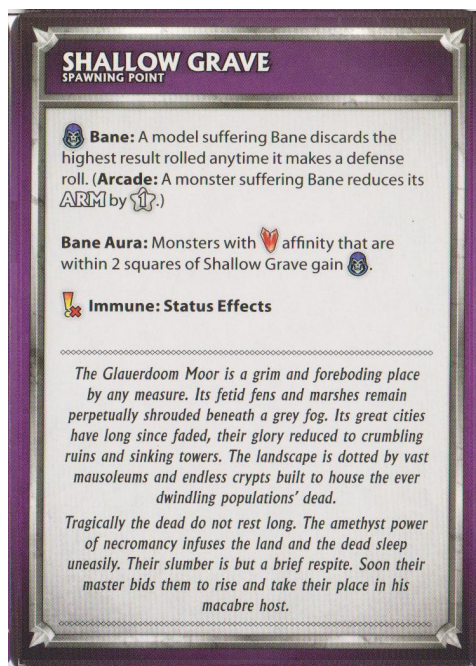 SHALLOW GRAVE
SPAWNING POINT
Bane: A model suffering Bane discards the
highest result rolled anytime it makes a defense
roll. (Arcade: A monster suffering Bane reduces its
ARM by 1.)
Bane Aura: Monsters with affinity that are
within 2 squares of Shallow Grave gain .
Immune: Status Effects
The Glauerdoom Moor is a grim and foreboding place
by any measure. Its fetid fens and marshes remain
perpetually shrouded beneath a grey fog. Its great cities
have long since faded, their glory reduced to crumbling
ruins and sinking towers. The landscape is dotted by vast
mausoleums and endless crypts built to house the ever
dwindling populations' dead.
Tragically the dead do not rest long. The amethyst power
of necromancy infuses the land and the dead sleep
uneasily. Their slumber is but a brief respite. Soon their
master bids them to rise and take their place in his
macabre host.